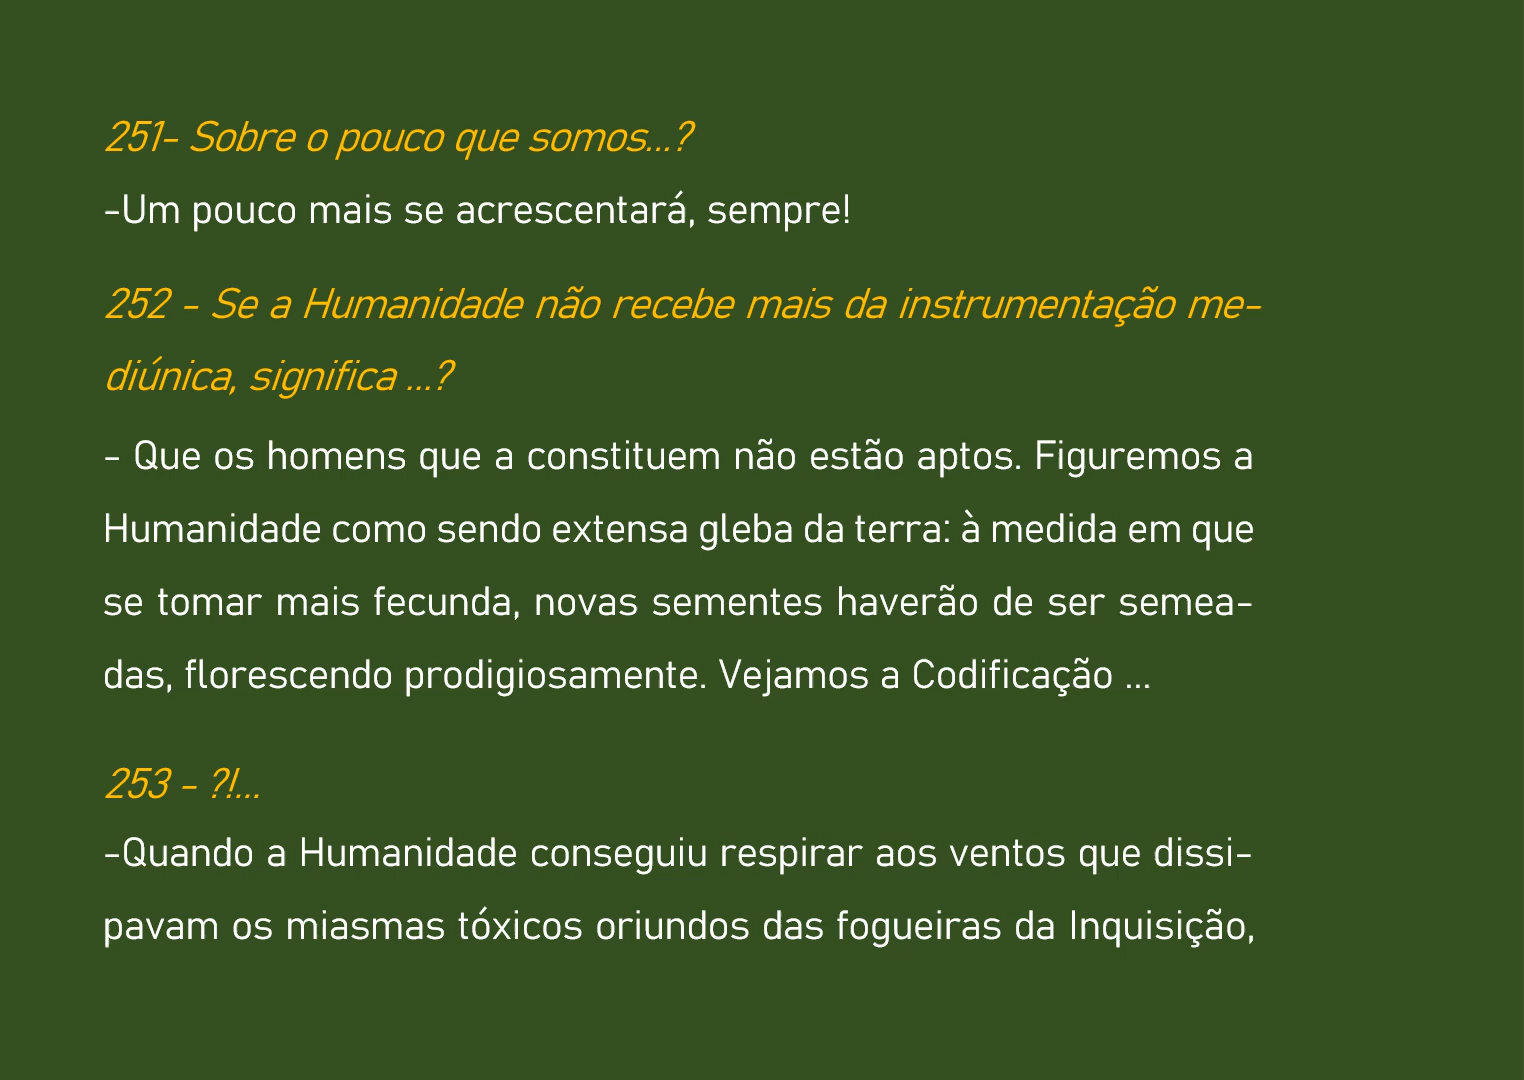 251- Sobre o pouco que somos...?
-Um pouco mais se acrescentará, sempre!
252 - Se a Humanidade não recebe mais da instrumentação me-
diúnica, significa ...?
- Que os homens que a constituem não estão aptos. Figuremos a
Humanidade como sendo extensa gleba da terra: à medida em que
se tomar mais fecunda, novas sementes haverão de ser semea-
das, florescendo prodigiosamente. Vejamos a Codificação ...
253 - ?!...
-Quando a Humanidade conseguiu respirar aos ventos que dissi-
pavam os miasmas tóxicos oriundos das fogueiras da Inquisição,